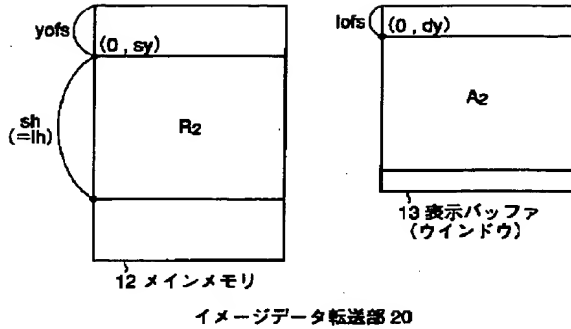 yofs
(0 , sy)
sh
(=lh)
R2
12 メインメモリ
lofs
(0 , dy)
A2
13 表示バッファ
(ウインドウ)
イメージデータ転送部 20